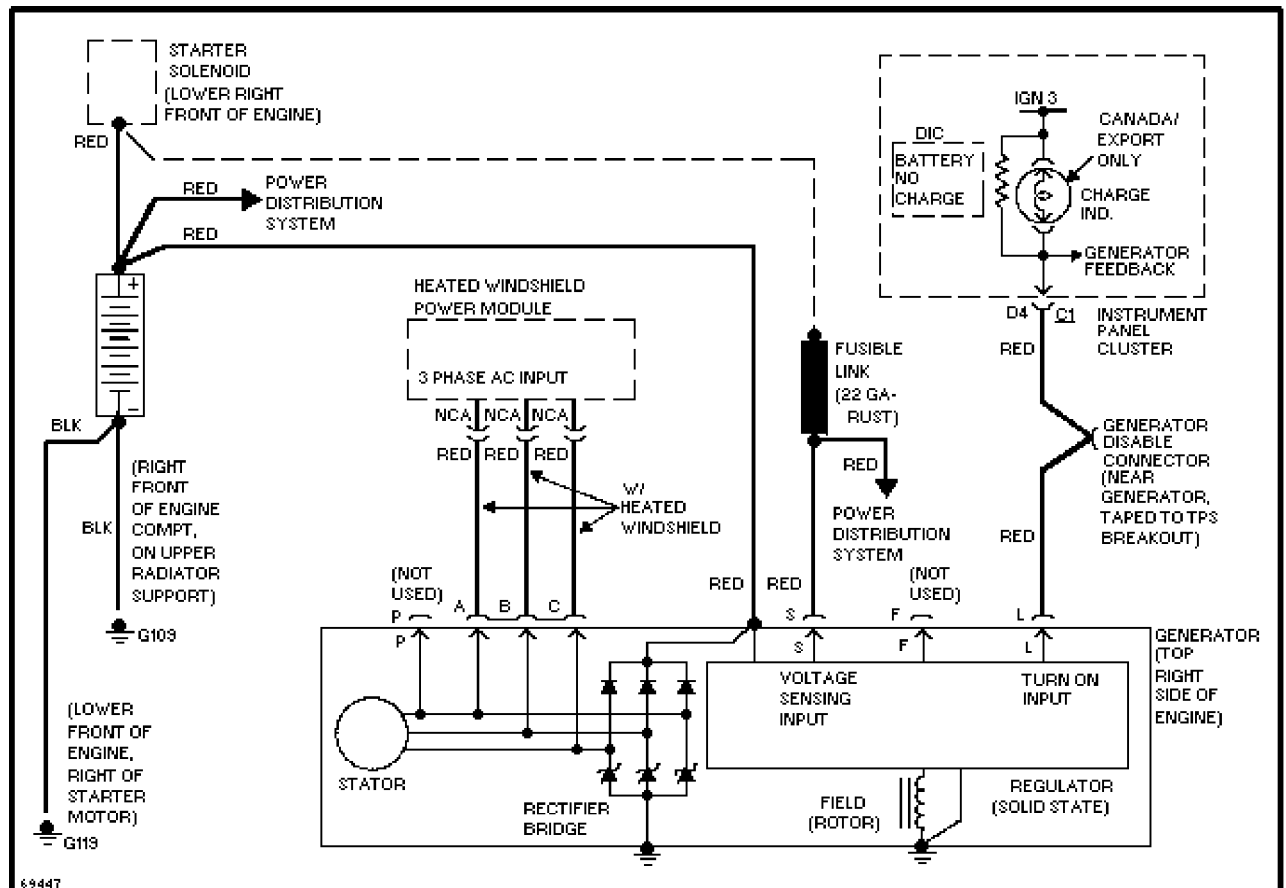 STARTER
SOLENOID
(LOWER RIGHT
FRONT OF ENGINE)
RED
RED
POWER
DISTRIBUTION
SYSTEM
RED
+
-
BLK
BLK
(RIGHT
FRONT
OF ENGINE
COMPT,
ON UPPER
RADIATOR
SUPPORT)
G109
(LOWER
FRONT OF
ENGINE,
RIGHT OF
STARTER
MOTOR)
G119
HEATED WINDSHIELD
POWER MODULE
3 PHASE AC INPUT
NCA NCA NCA
RED RED RED
W/
HEATED
WINDSHIELD
FUSIBLE
LINK
(22 GA-
RUST)
RED
POWER
DISTRIBUTION
SYSTEM
IGN 3
CANADA/
EXPORT
ONLY
DIC
BATTERY
NO
CHARGE
CHARGE
IND.
GENERATOR
FEEDBACK
D4 C1
INSTRUMENT
PANEL
CLUSTER
RED
GENERATOR
DISABLE
CONNECTOR
(NEAR
GENERATOR,
TAPED TO TPS
BREAKOUT)
RED
(NOT
USED)
RED RED
(NOT
USED)
P A B C S F L
P S F L
GENERATOR
(TOP
RIGHT
SIDE OF
ENGINE)
VOLTAGE
SENSING
INPUT
TURN ON
INPUT
STATOR
RECTIFIER
BRIDGE
FIELD
(ROTOR)
REGULATOR
(SOLID STATE)
69447